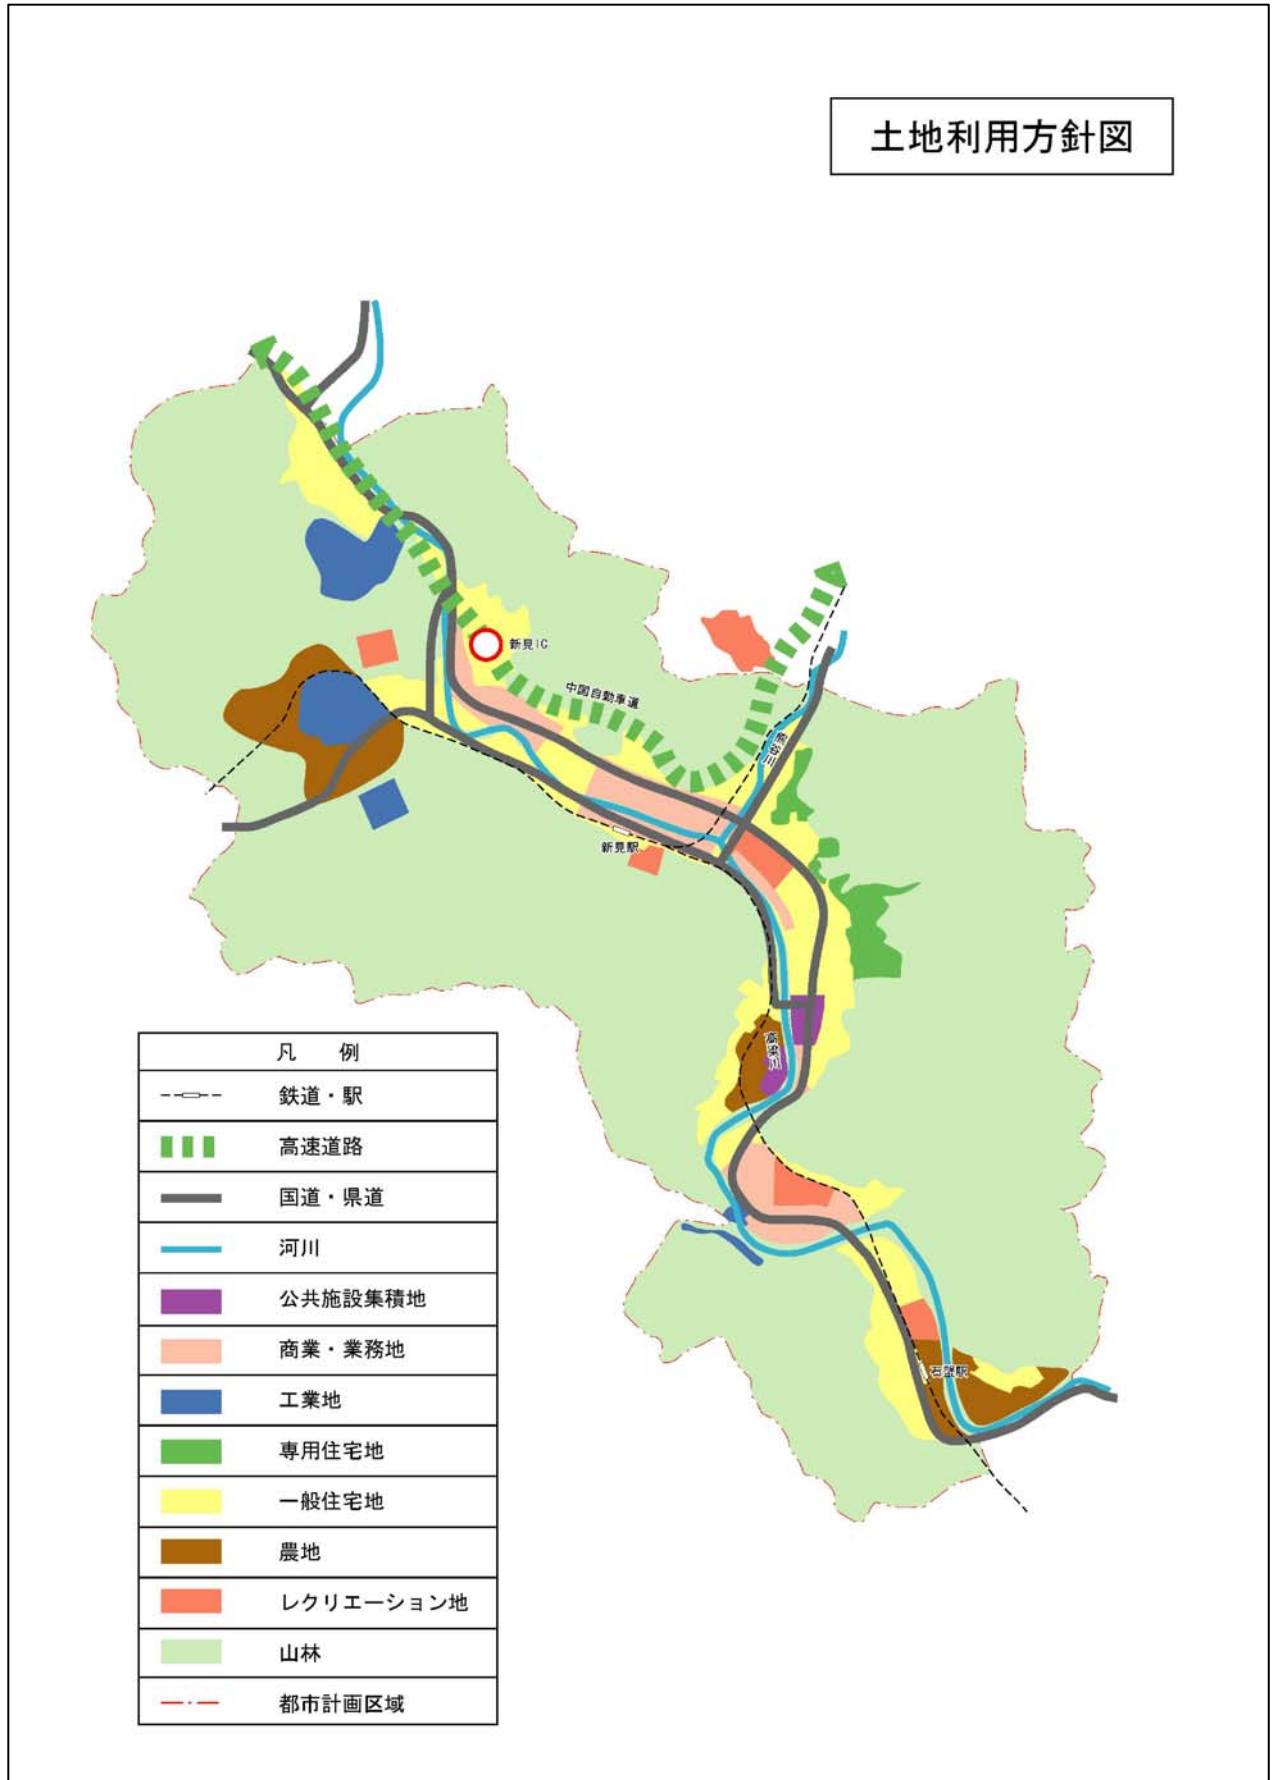 土地利用方針図
新見IC
中国自動車道
熊谷川
新見駅
高梁川
石蟹駅
凡 例
鉄道・駅
高速道路
国道・県道
河川
公共施設集積地
商業・業務地
工業地
専用住宅地
一般住宅地
農地
レクリエーション地
山林
都市計画区域